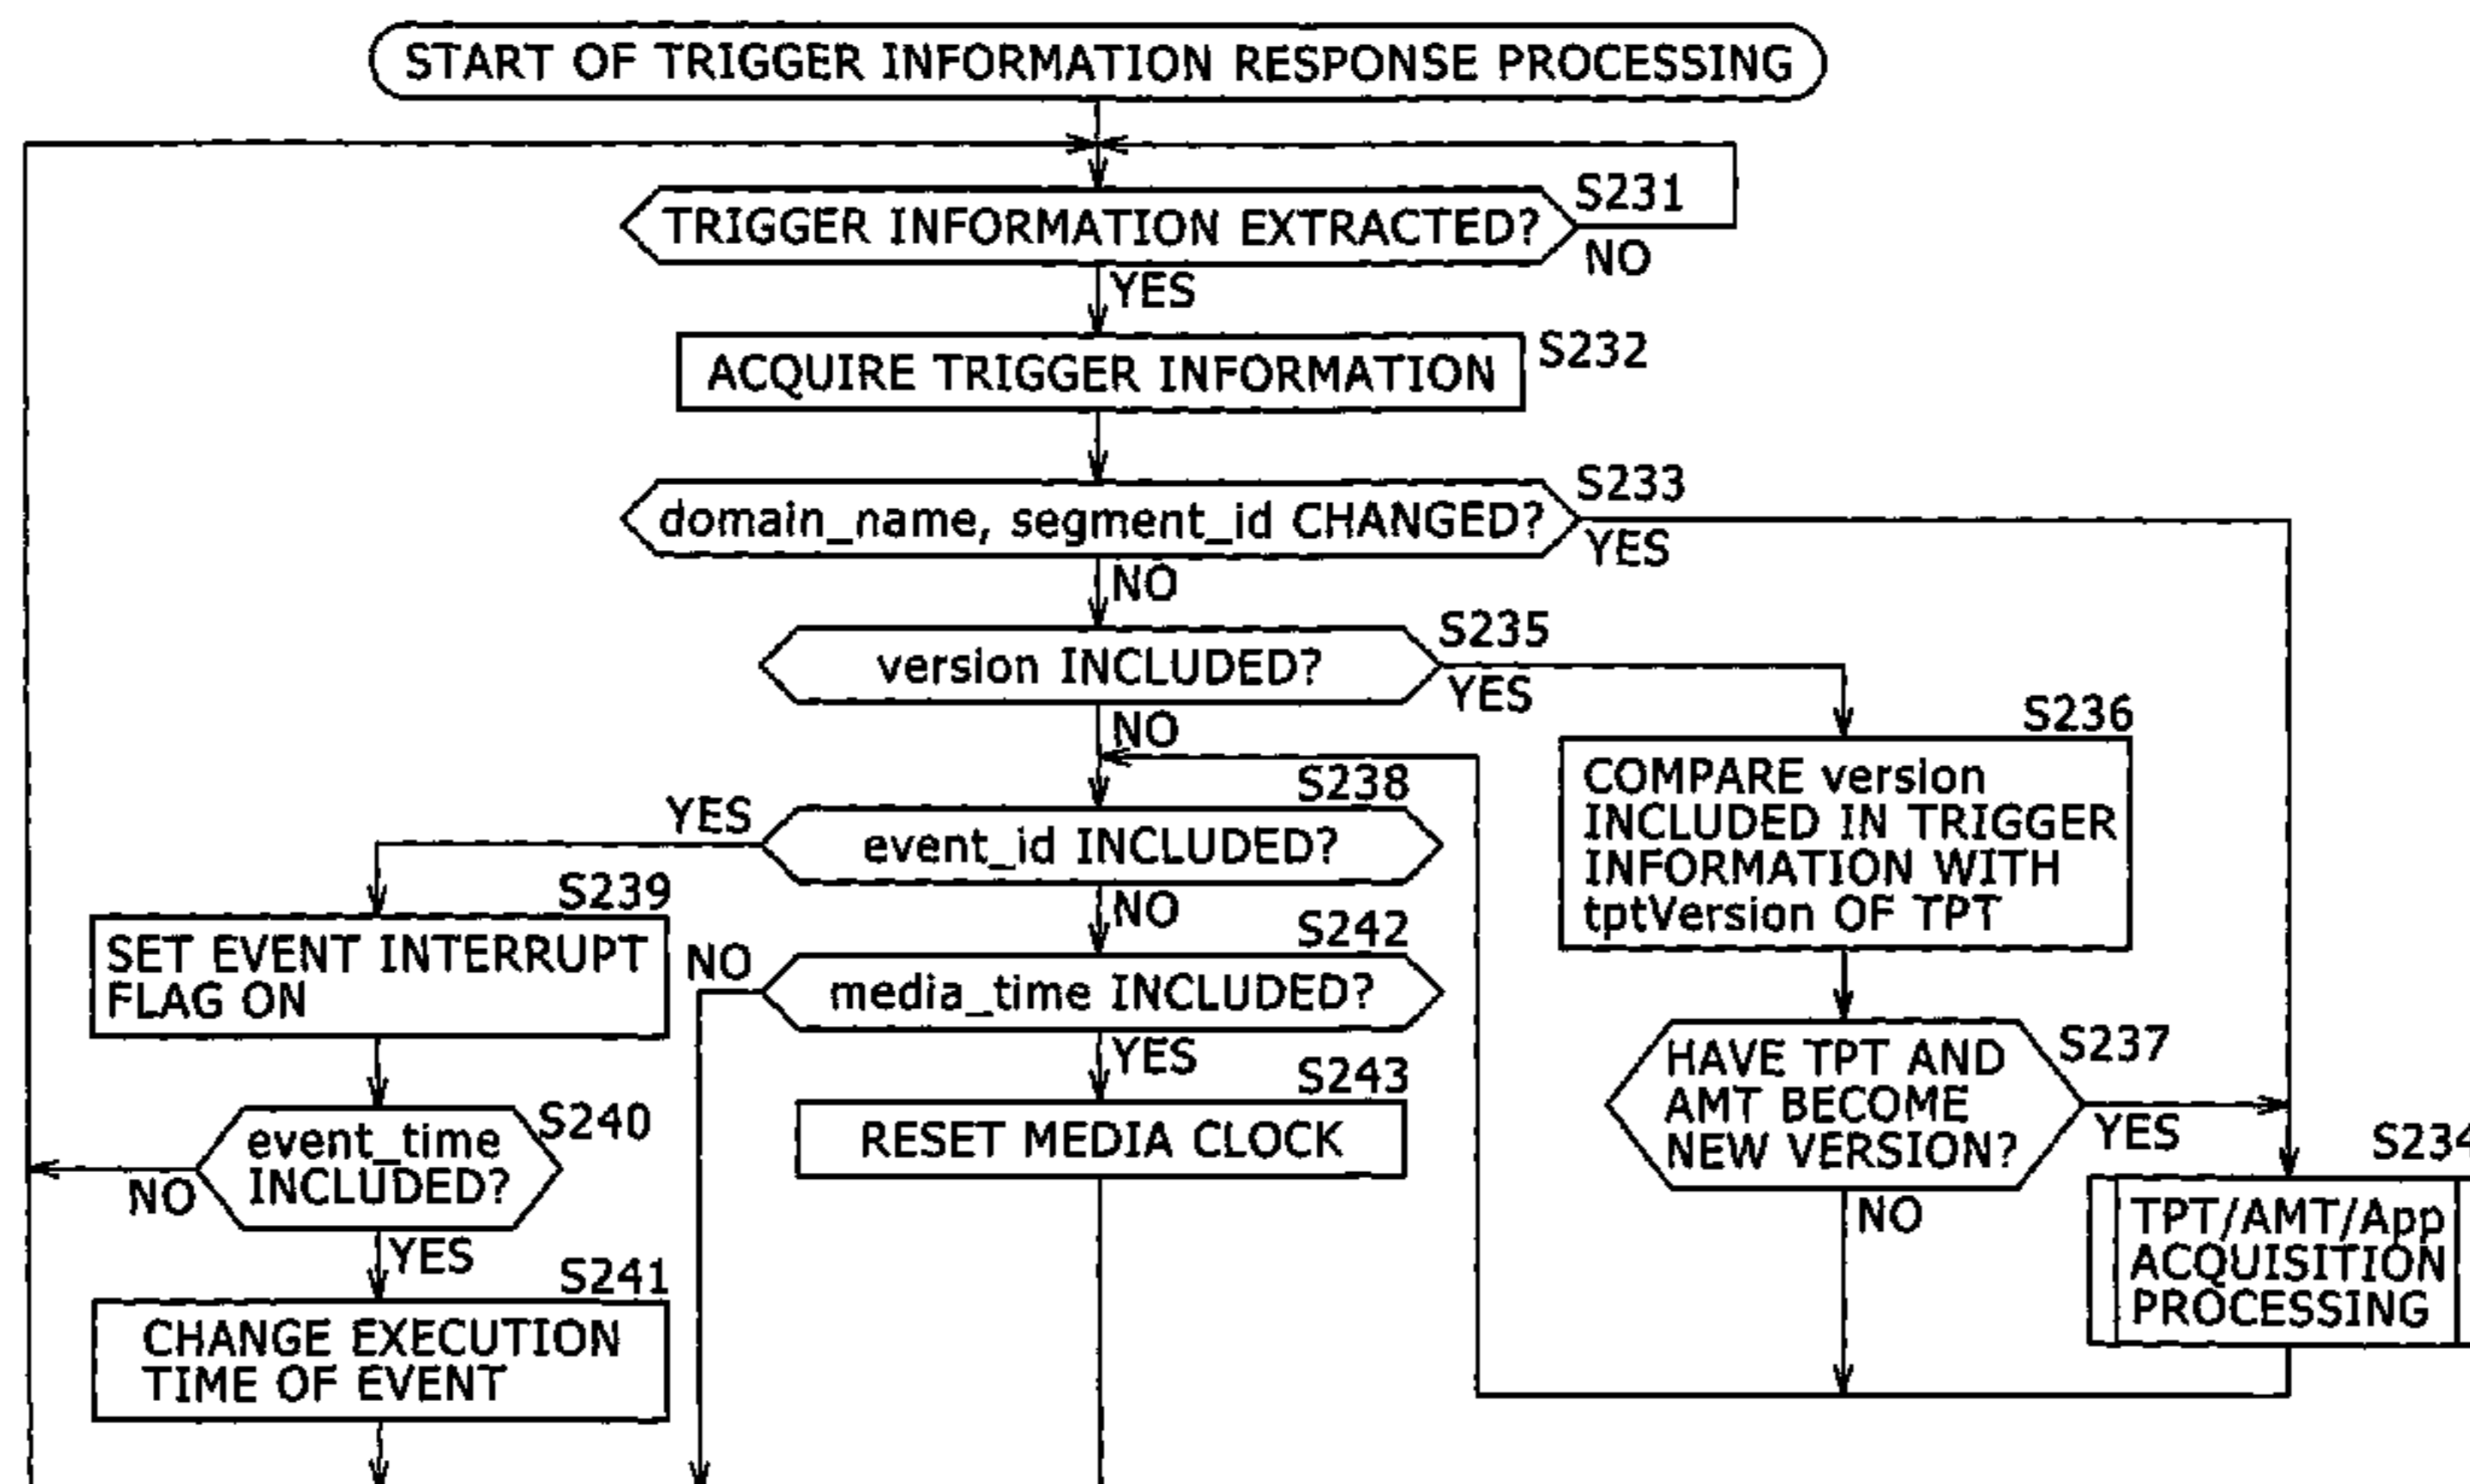 START OF TRIGGER INFORMATION RESPONSE PROCESSING
S231
TRIGGER INFORMATION EXTRACTED?
NO
YES
S232
ACQUIRE TRIGGER INFORMATION
S233
domain_name, segment_id CHANGED?
YES
NO
S235
version INCLUDED?
YES
NO
S236
COMPARE version
INCLUDED IN TRIGGER
INFORMATION WITH
tptVersion OF TPT
S238
YES
event_id INCLUDED?
NO
S239
SET EVENT INTERRUPT
FLAG ON
S242
NO
media_time INCLUDED?
YES
S237
HAVE TPT AND
AMT BECOME
NEW VERSION?
YES
NO
S243
RESET MEDIA CLOCK
S240
event_time
INCLUDED?
NO
YES
S234
TPT/AMT/App
ACQUISITION
PROCESSING
S241
CHANGE EXECUTION
TIME OF EVENT